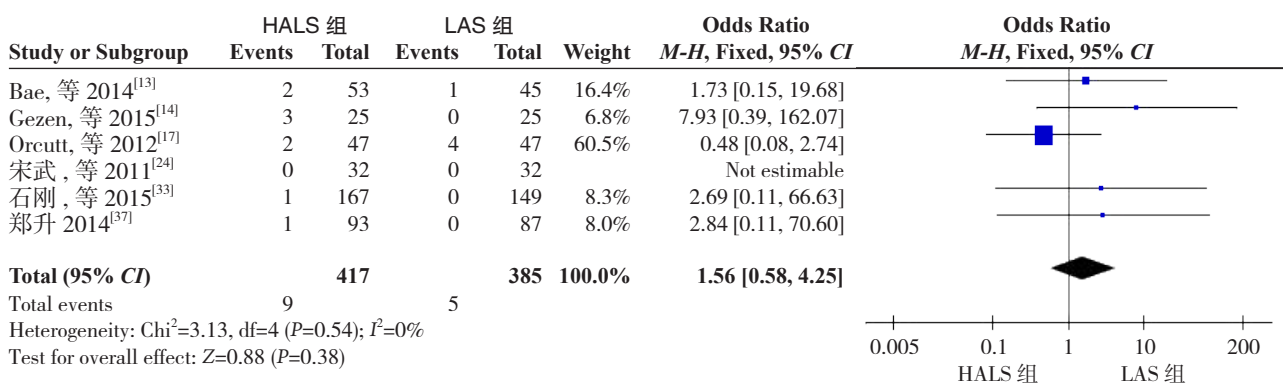 HALS 组 LAS 组 Odds Ratio Odds Ratio
Study or Subgroup Events Total Events Total Weight M-H, Fixed, 95% CI M-H, Fixed, 95% CI
Bae, 等 2014[13] 2 53 1 45 16.4% 1.73 [0.15, 19.68]
Gezen, 等 2015[14] 3 25 0 25 6.8% 7.93 [0.39, 162.07]
Orcutt, 等 2012[17] 2 47 4 47 60.5% 0.48 [0.08, 2.74]
宋武 , 等 2011[24] 0 32 0 32 Not estimable
石刚 , 等 2015[33] 1 167 0 149 8.3% 2.69 [0.11, 66.63]
郑升 2014[37] 1 93 0 87 8.0% 2.84 [0.11, 70.60]
Total (95% CI) 417 385 100.0% 1.56 [0.58, 4.25]
Total events 9 5
Heterogeneity: Chi²=3.13, df=4 (P=0.54); I²=0%
Test for overall effect: Z=0.88 (P=0.38)
0.005 0.1 1 10 200
HALS 组 LAS 组